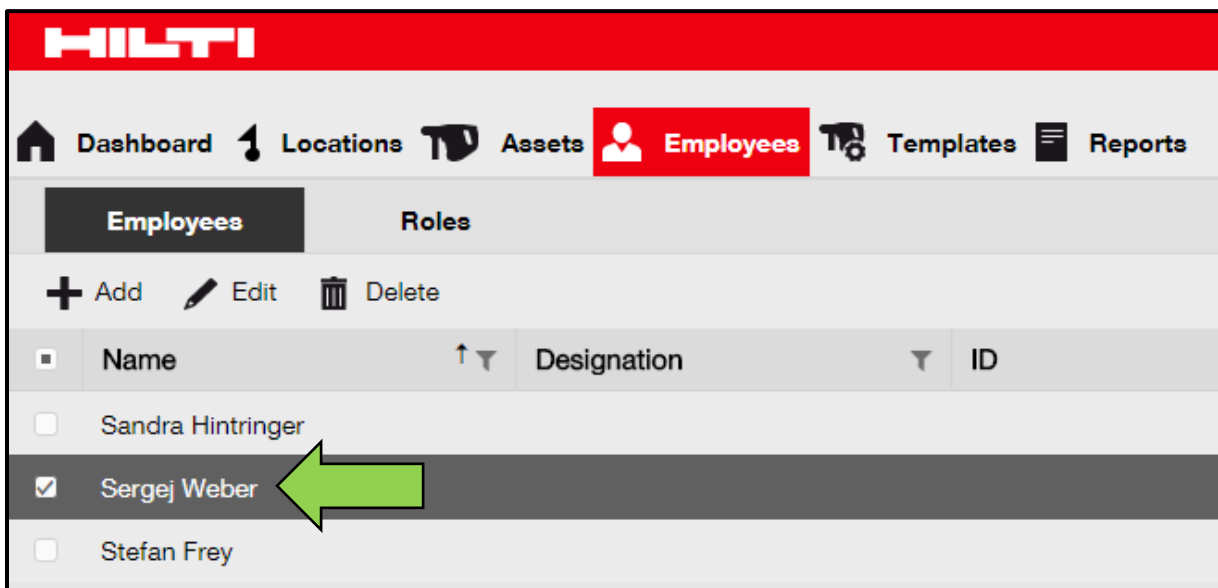 HILTI
Dashboard Locations Assets Employees Templates Reports
Employees Roles
Add Edit Delete
Name Designation ID
Sandra Hintringer
Sergej Weber
Stefan Frey